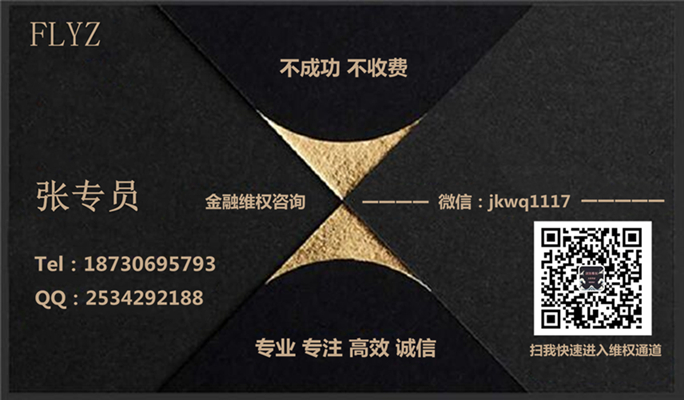 FLYZ
不成功 不收费
张专员
金融维权咨询 ———— 微信：jkwq1117 —————
Tel：18730695793
QQ：2534292188
专业 专注 高效 诚信
扫我快速进入维权通道